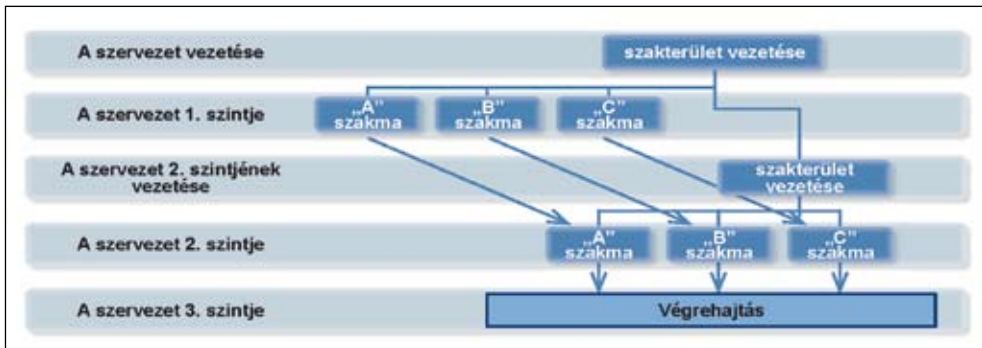 A szervezet vezetése
szakterület vezetése
A szervezet 1. szintje
„A”
szakma
„B”
szakma
„C”
szakma
A szervezet 2. szintjének
vezetése
szakterület
vezetése
A szervezet 2. szintje
„A”
szakma
„B”
szakma
„C”
szakma
A szervezet 3. szintje
Végrehajtás